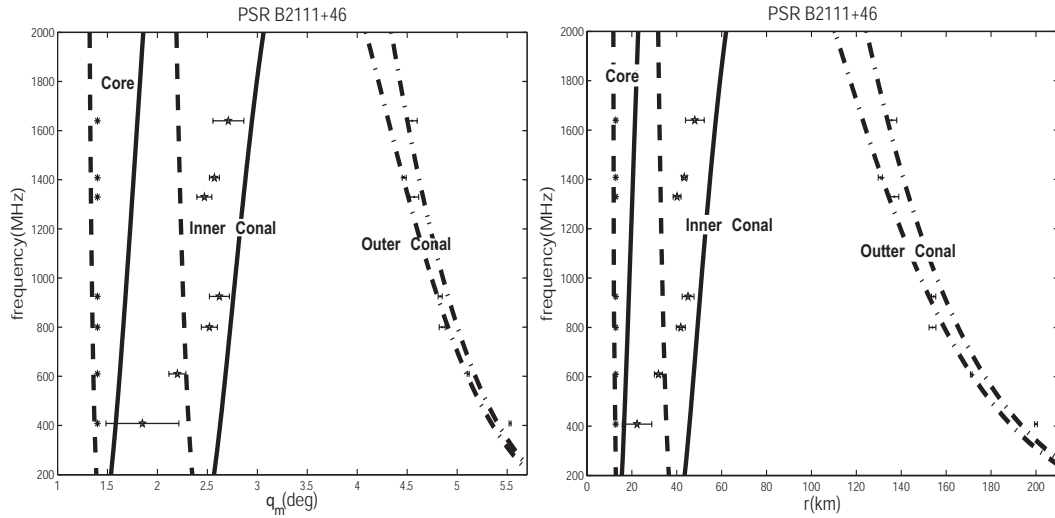 PSR B2111+46
2000
1800
1600
1400
1200
1000
800
600
400
200
frequency(MHz)
Core
Inner Conal
Outer Conal
1 1.5 2 2.5 3 3.5 4 4.5 5 5.5
q_m(deg)
PSR B2111+46
2000
1800
1600
1400
1200
1000
800
600
400
200
frequency(MHz)
Core
Inner Conal
Outter Conal
0 20 40 60 80 100 120 140 160 180 200
r(km)